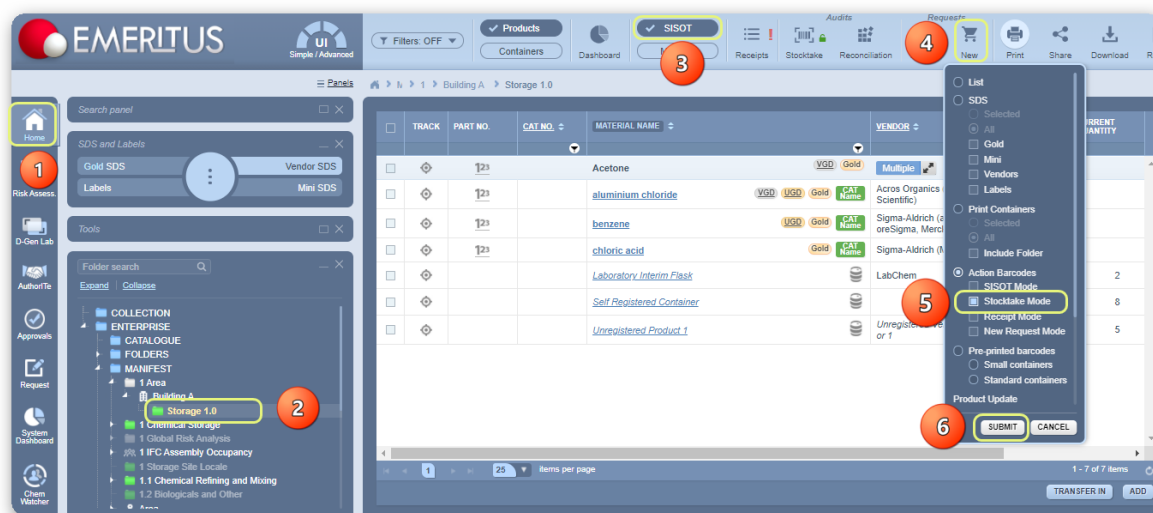 EMERITUS
UI
Simple / Advanced
Filters: OFF
Products
Containers
Dashboard
SISOT
3
Receipts
Audits
Stocktake
Reconciliation
Requests
4
New
Print
Share
Download
Panels
1
Building A
Storage 1.0
Home
1
Risk Assess.
D-Gen Lab
AuthorITe
Approvals
Request
System
Dashboard
Chem
Watcher
Search panel
SDS and Labels
Gold SDS
Vendor SDS
Labels
Mini SDS
Tools
Folder search
Expand
Collapse
COLLECTION
ENTERPRISE
CATALOGUE
FOLDERS
MANIFEST
1 Area
Building A
Storage 1.0
2
1 Chemical Storage
1 Global Risk Analysis
1 IFC Assembly Occupancy
1 Storage Site Locale
1.1 Chemical Refining and Mixing
1.2 Biologicals and Other
Area
TRACK PART NO. CAT NO. MATERIAL NAME VENDOR
123 Acetone VGD Gold Multiple
123 aluminium chloride VGD UGD Gold CAT Name Acros Organics
Scientific)
123 benzene UGD Gold CAT Name Sigma-Aldrich
123 chloric acid Gold CAT Name Sigma-Aldrich
Laboratory Interim Flask LabChem 2
Self Registered Container 8
Unregistered Product 1 or 1 5
1
25
items per page
1 - 7 of 7 items
TRANSFER IN
ADD
List
SDS
Selected
All
Gold
Mini
Vendors
Labels
Print Containers
Selected
All
Include Folder
Action Barcodes
SISOT Mode
5
Stocktake Mode
Receipt Mode
New Request Mode
Pre-printed barcodes
Small containers
Standard containers
Product Update
6
SUBMIT
CANCEL